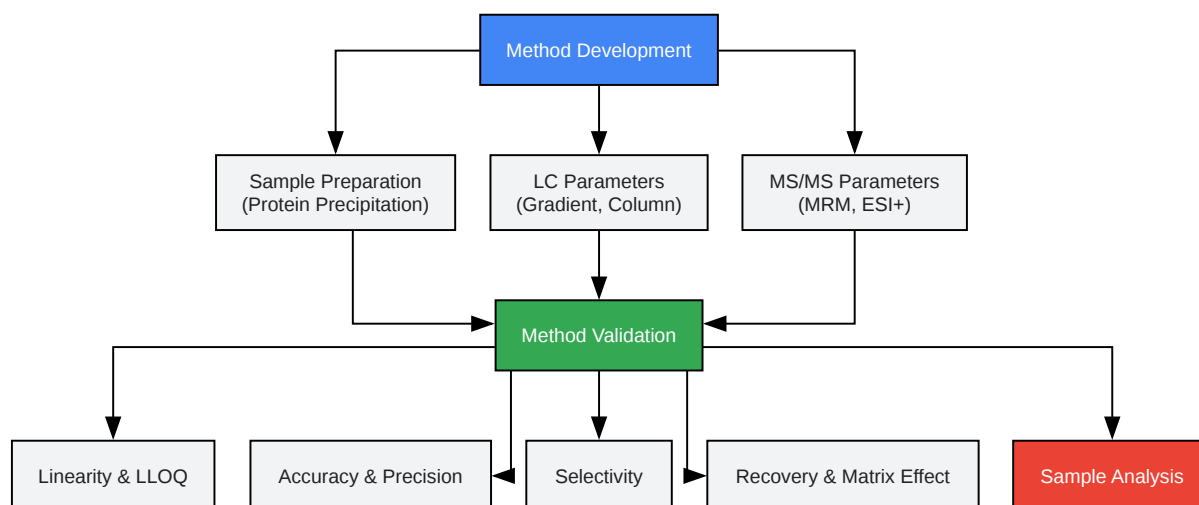 Method Development
Sample Preparation
(Protein Precipitation)
LC Parameters
(Gradient, Column)
MS/MS Parameters
(MRM, ESI+)
Method Validation
Linearity & LLOQ
Accuracy & Precision
Selectivity
Recovery & Matrix Effect
Sample Analysis